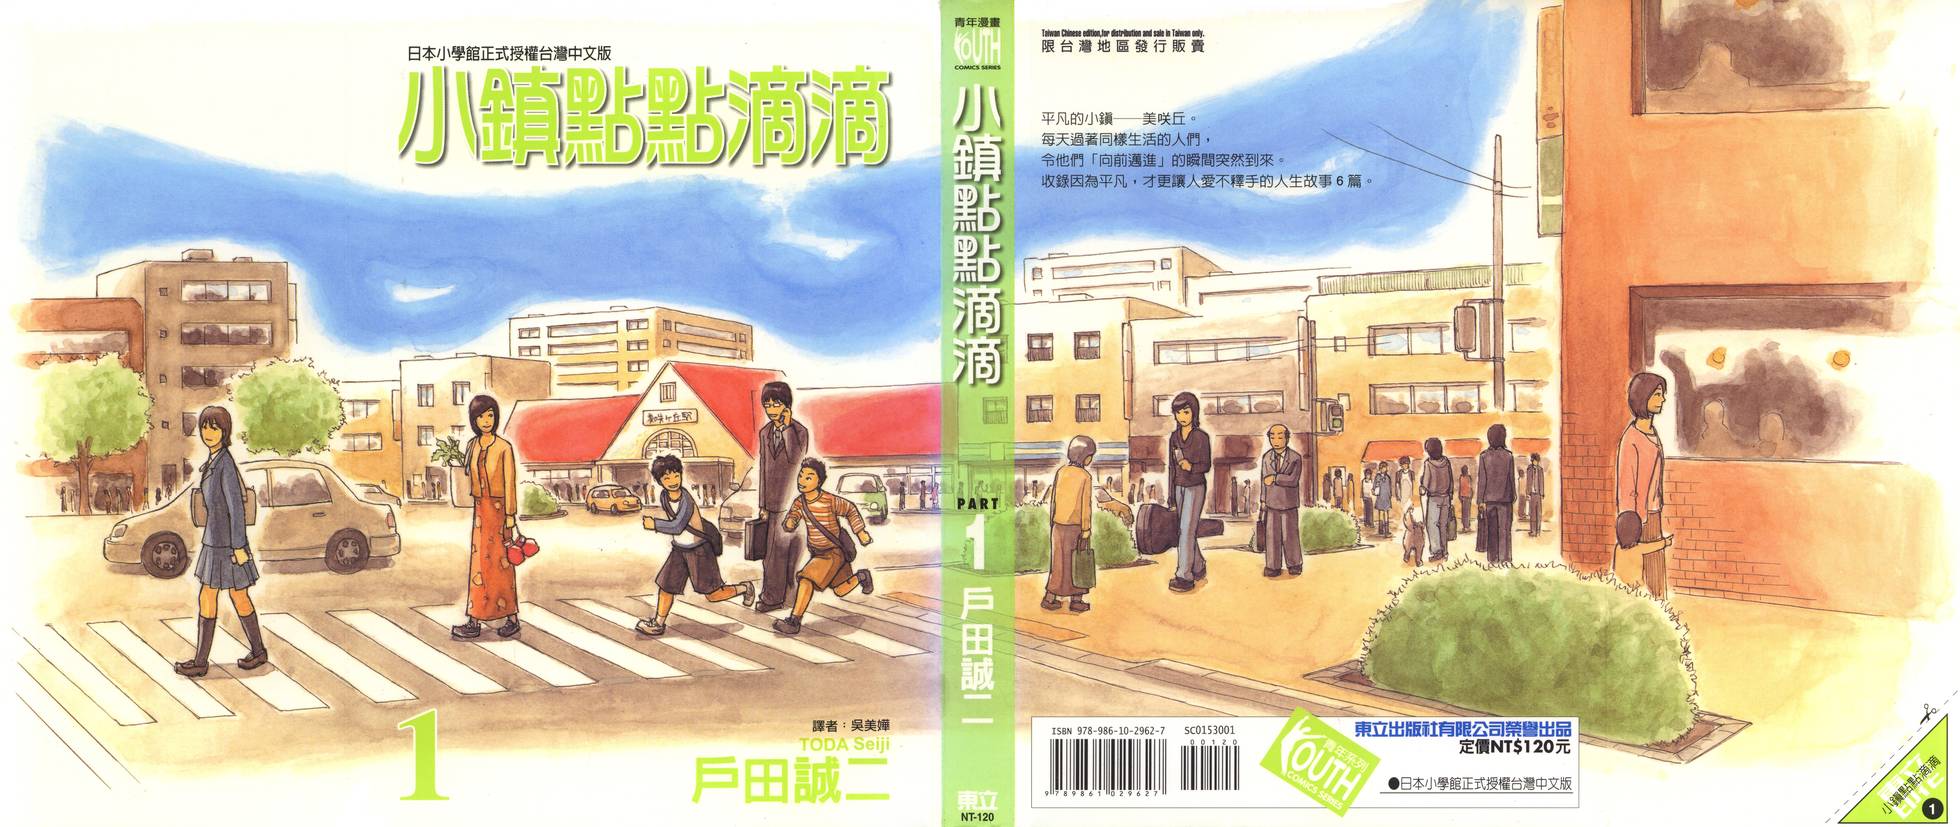 日本小學館正式授權台灣中文版
小鎮點點滴滴
美咲ヶ丘駅
1
譯者：吳美嬅
TODA Seiji
戶田誠二
青年漫畫
YOUTH
COMICS SERIES
小鎮點點滴滴
PART
1
戶田誠二
東立
NT-120
Taiwan Chinese edition,for distribution and sale in Taiwan only.
限台灣地區發行販賣
平凡的小鎮──美咲丘。
每天過著同樣生活的人們，
令他們「向前邁進」的瞬間突然到來。
收錄因為平凡，才更讓人愛不釋手的人生故事6篇。
ISBN 978-986-10-2962-7
SC0153001
00120
9789861029627
青年系列
YOUTH
COMICS SERIES
東立出版社有限公司榮譽出品
定價NT$120元
●日本小學館正式授權台灣中文版
小鎮點點滴滴
1